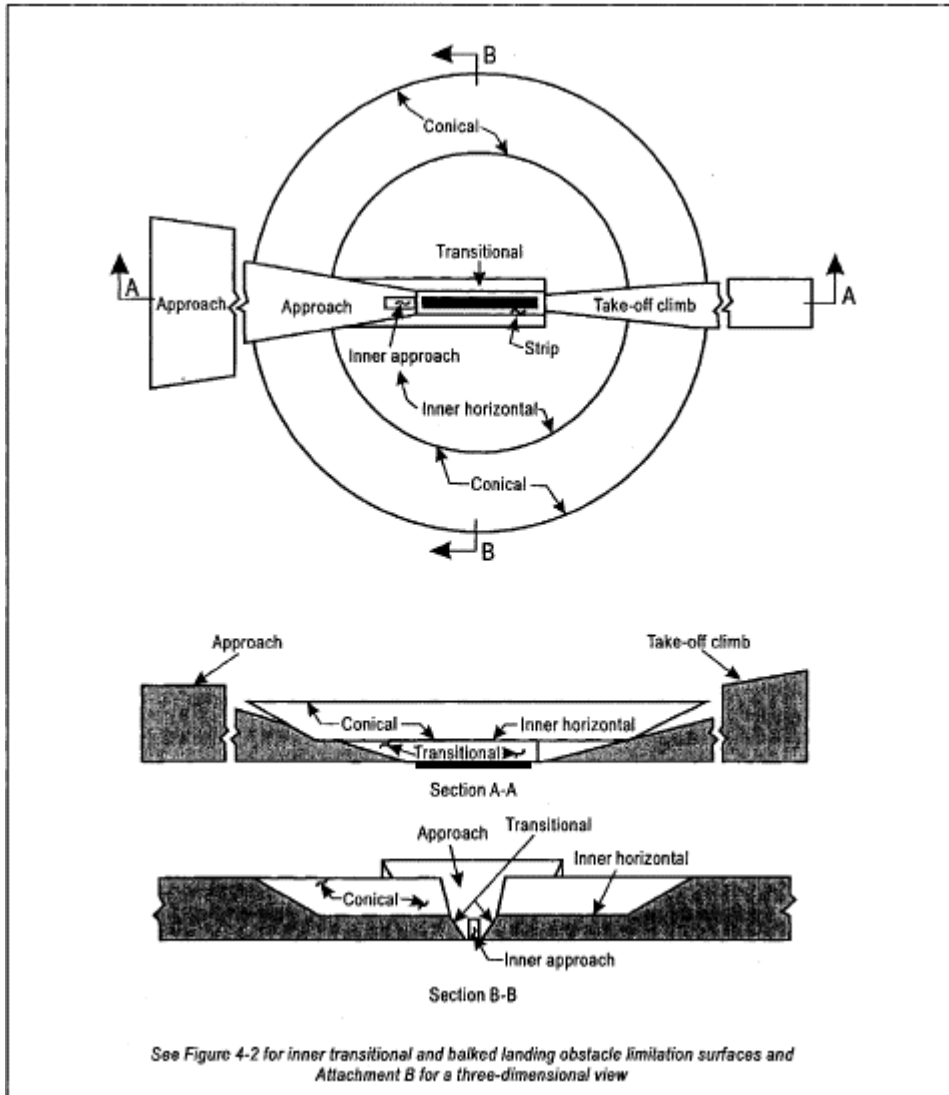 B
Conical
Transitional
A
Approach
Approach
Take-off climb
A
Inner approach
Strip
Inner horizontal
Conical
B
Approach
Take-off climb
Conical
Inner horizontal
Transitional
Section A-A
Transitional
Approach
Inner horizontal
Conical
Inner approach
Section B-B
See Figure 4-2 for inner transitional and balked landing obstacle limitation surfaces and
Attachment B for a three-dimensional view